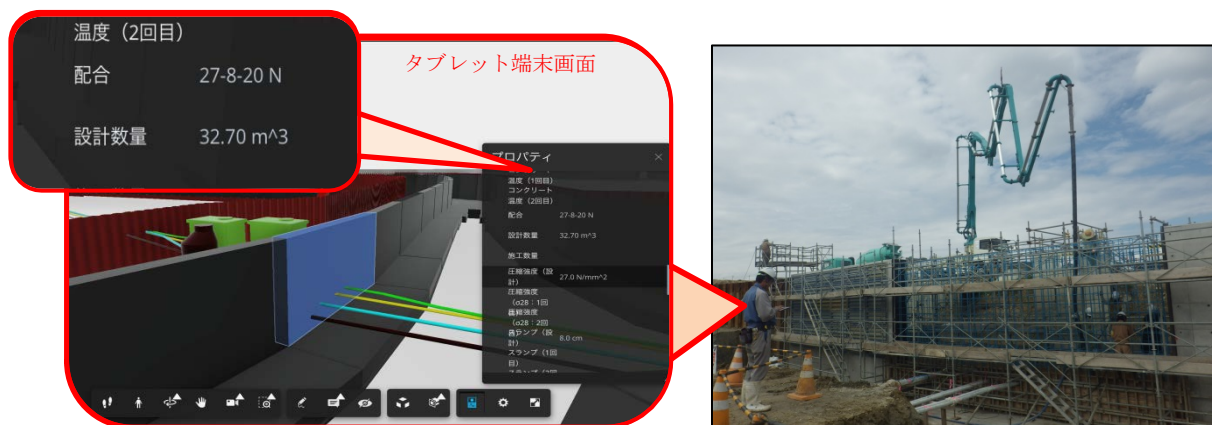 温度（2回目）
配合 27-8-20 N
設計数量 32.70 m^3
タブレット端末画面
プロパティ
温度（1回目）
コンクリート
温度（2回目）
配合 27-8-20 N
設計数量 32.70 m^3
施工数量
圧縮強度（設
計） 27.0 N/mm^2
圧縮強度
（σ28：1回
圧縮強度
（σ28：2回
スランプ（設
計） 8.0 cm
スランプ（1回
目）